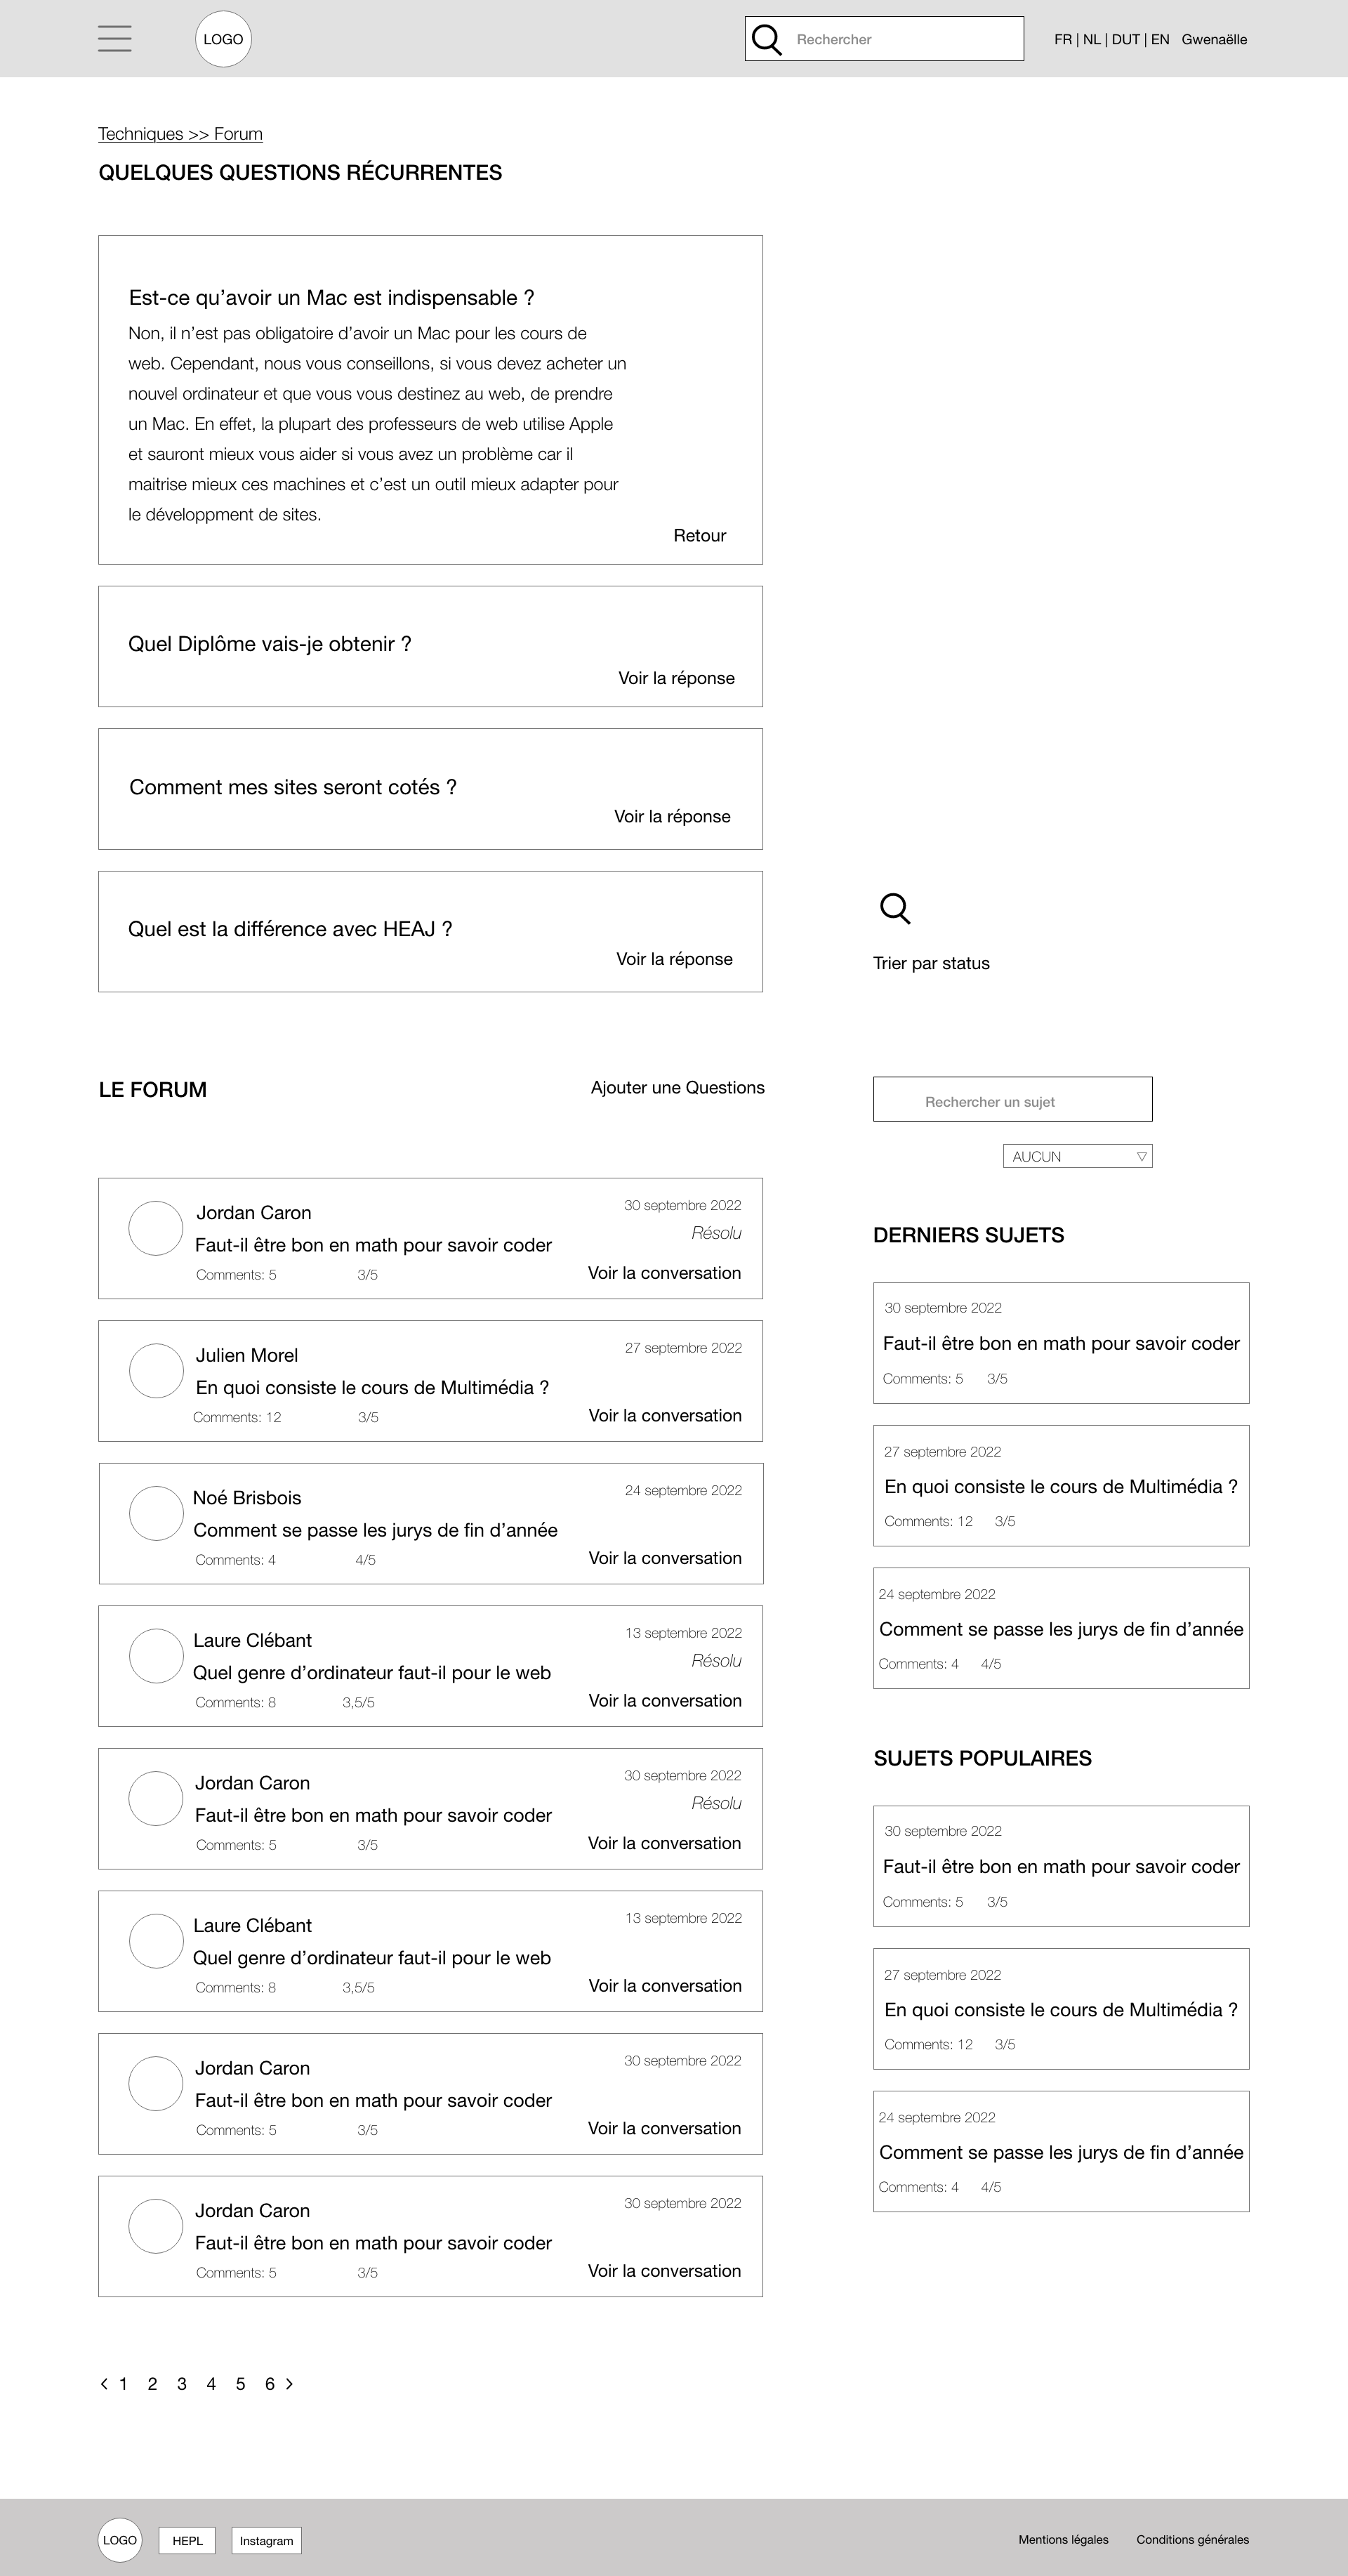 LOGO
Rechercher
FR | NL | DUT | EN Gwenaëlle
Techniques >> Forum
QUELQUES QUESTIONS RÉCURRENTES
Est-ce qu’avoir un Mac est indispensable ?
Non, il n’est pas obligatoire d’avoir un Mac pour les cours de
web. Cependant, nous vous conseillons, si vous devez acheter un
nouvel ordinateur et que vous vous destinez au web, de prendre
un Mac. En effet, la plupart des professeurs de web utilise Apple
et sauront mieux vous aider si vous avez un problème car il
maitrise mieux ces machines et c’est un outil mieux adapter pour
le développment de sites.
Retour
Quel Diplôme vais-je obtenir ?
Voir la réponse
Comment mes sites seront cotés ?
Voir la réponse
Quel est la différence avec HEAJ ?
Voir la réponse
LE FORUM
Ajouter une Questions
Jordan Caron
30 septembre 2022
Résolu
Faut-il être bon en math pour savoir coder
Comments: 5 3/5
Voir la conversation
Julien Morel
27 septembre 2022
En quoi consiste le cours de Multimédia ?
Comments: 12 3/5
Voir la conversation
Noé Brisbois
24 septembre 2022
Comment se passe les jurys de fin d’année
Comments: 4 4/5
Voir la conversation
Laure Clébant
13 septembre 2022
Résolu
Quel genre d’ordinateur faut-il pour le web
Comments: 8 3,5/5
Voir la conversation
Jordan Caron
30 septembre 2022
Résolu
Faut-il être bon en math pour savoir coder
Comments: 5 3/5
Voir la conversation
Laure Clébant
13 septembre 2022
Quel genre d’ordinateur faut-il pour le web
Comments: 8 3,5/5
Voir la conversation
Jordan Caron
30 septembre 2022
Faut-il être bon en math pour savoir coder
Comments: 5 3/5
Voir la conversation
Jordan Caron
30 septembre 2022
Faut-il être bon en math pour savoir coder
Comments: 5 3/5
Voir la conversation
< 1 2 3 4 5 6 >
Trier par status
Rechercher un sujet
AUCUN
DERNIERS SUJETS
30 septembre 2022
Faut-il être bon en math pour savoir coder
Comments: 5 3/5
27 septembre 2022
En quoi consiste le cours de Multimédia ?
Comments: 12 3/5
24 septembre 2022
Comment se passe les jurys de fin d’année
Comments: 4 4/5
SUJETS POPULAIRES
30 septembre 2022
Faut-il être bon en math pour savoir coder
Comments: 5 3/5
27 septembre 2022
En quoi consiste le cours de Multimédia ?
Comments: 12 3/5
24 septembre 2022
Comment se passe les jurys de fin d’année
Comments: 4 4/5
LOGO
HEPL
Instagram
Mentions légales
Conditions générales